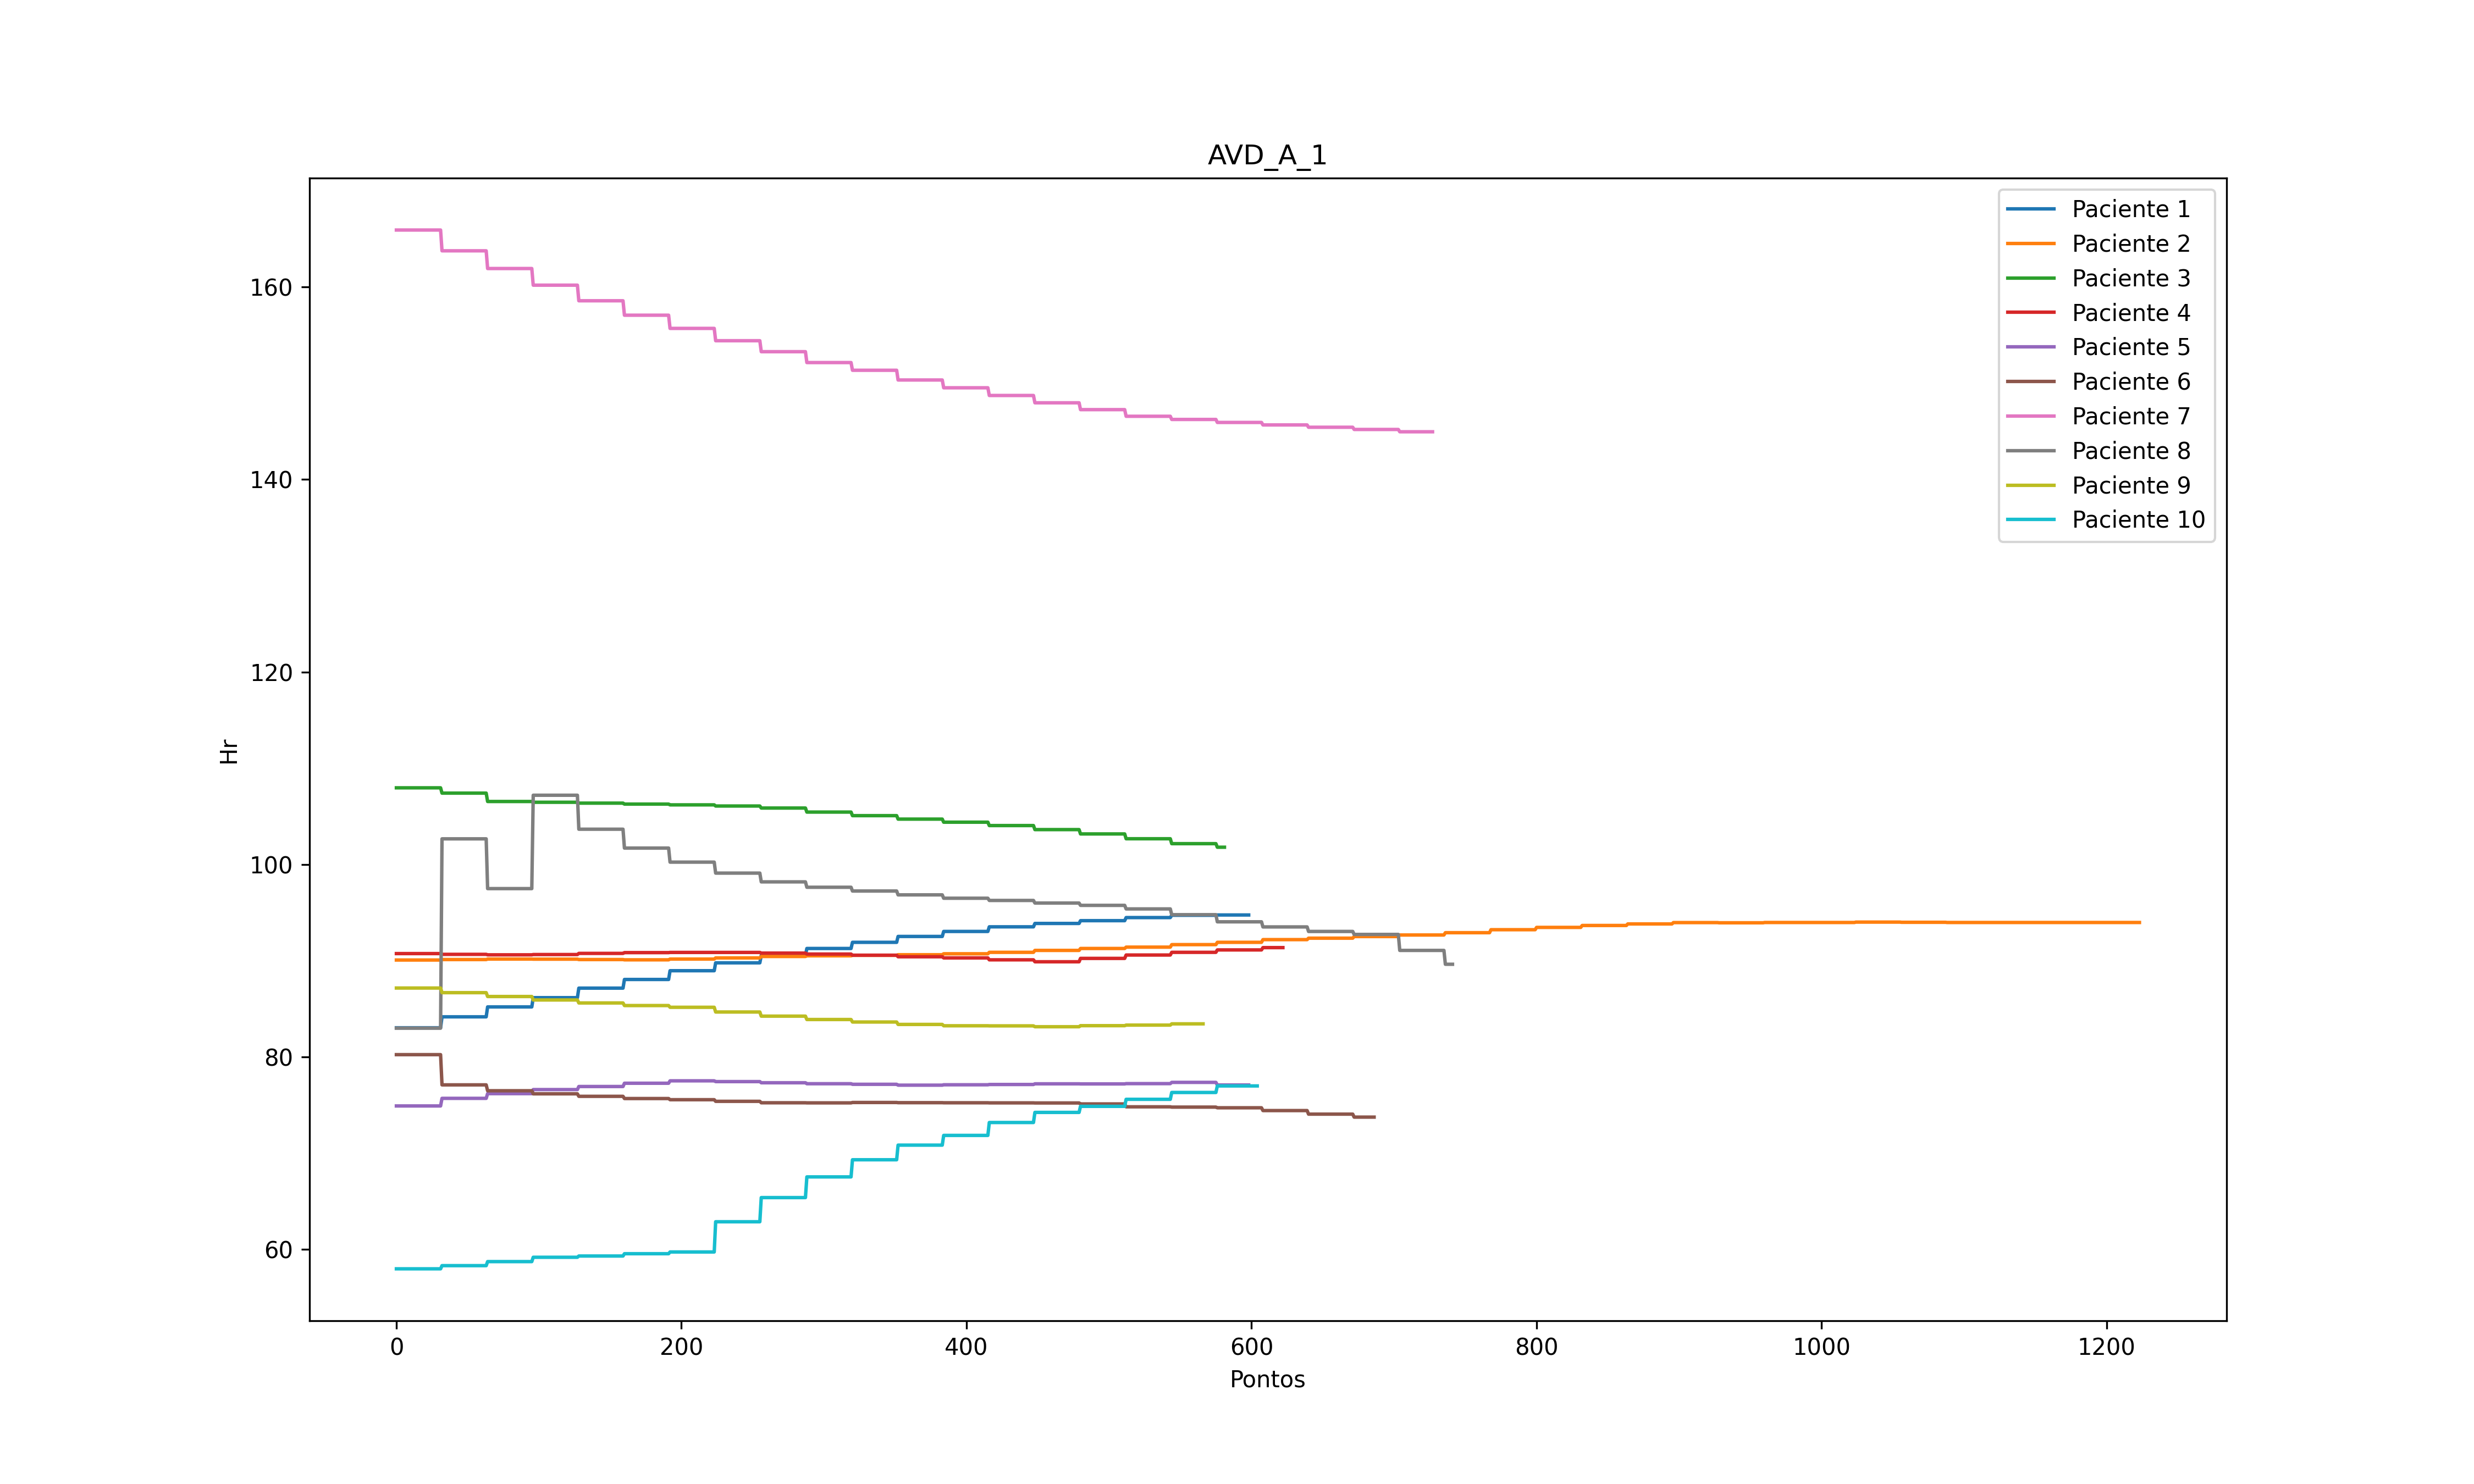 AVD_A_1
Paciente 1
Paciente 2
Paciente 3
Paciente 4
Paciente 5
Paciente 6
Paciente 7
Paciente 8
Paciente 9
Paciente 10
160
140
120
100
80
60
Hr
0 200 400 600 800 1000 1200
Pontos